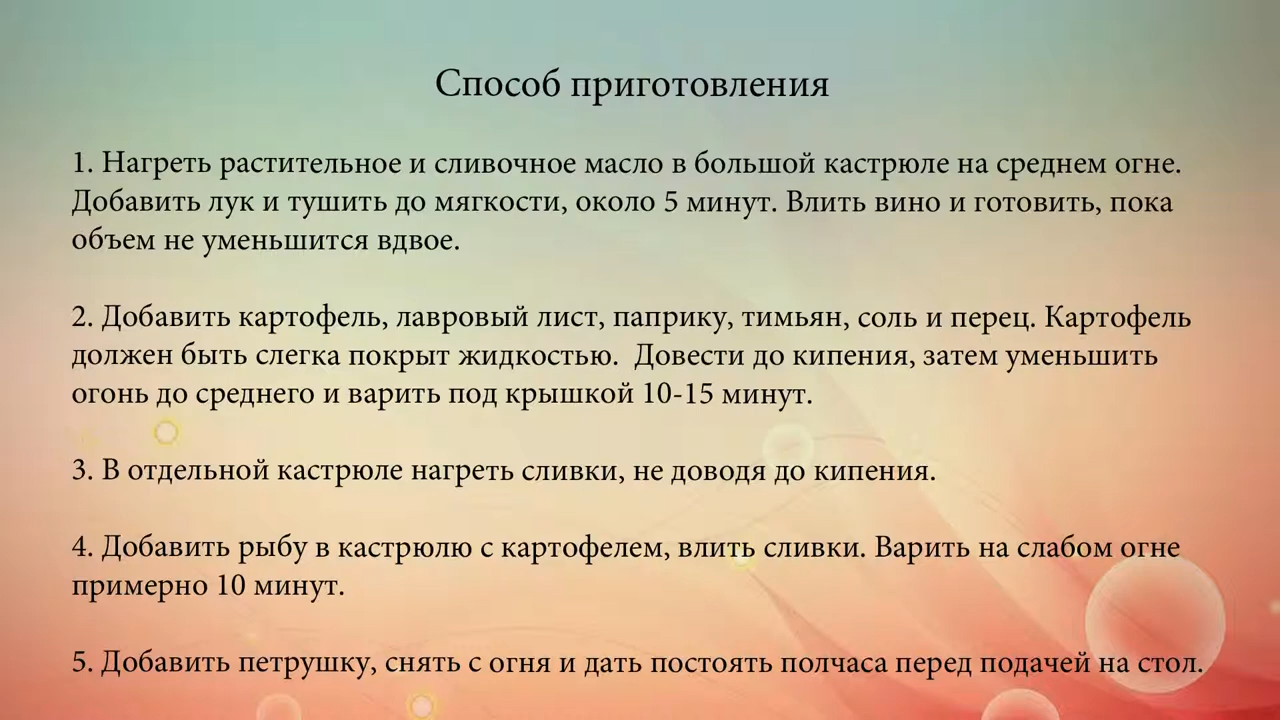 Способ приготовления
1. Нагреть растительное и сливочное масло в большой кастрюле на среднем огне.
Добавить лук и тушить до мягкости, около 5 минут. Влить вино и готовить, пока
объем не уменьшится вдвое.
2. Добавить картофель, лавровый лист, паприку, тимьян, соль и перец. Картофель
должен быть слегка покрыт жидкостью.  Довести до кипения, затем уменьшить
огонь до среднего и варить под крышкой 10-15 минут.
3. В отдельной кастрюле нагреть сливки, не доводя до кипения.
4. Добавить рыбу в кастрюлю с картофелем, влить сливки. Варить на слабом огне
примерно 10 минут.
5. Добавить петрушку, снять с огня и дать постоять полчаса перед подачей на стол.